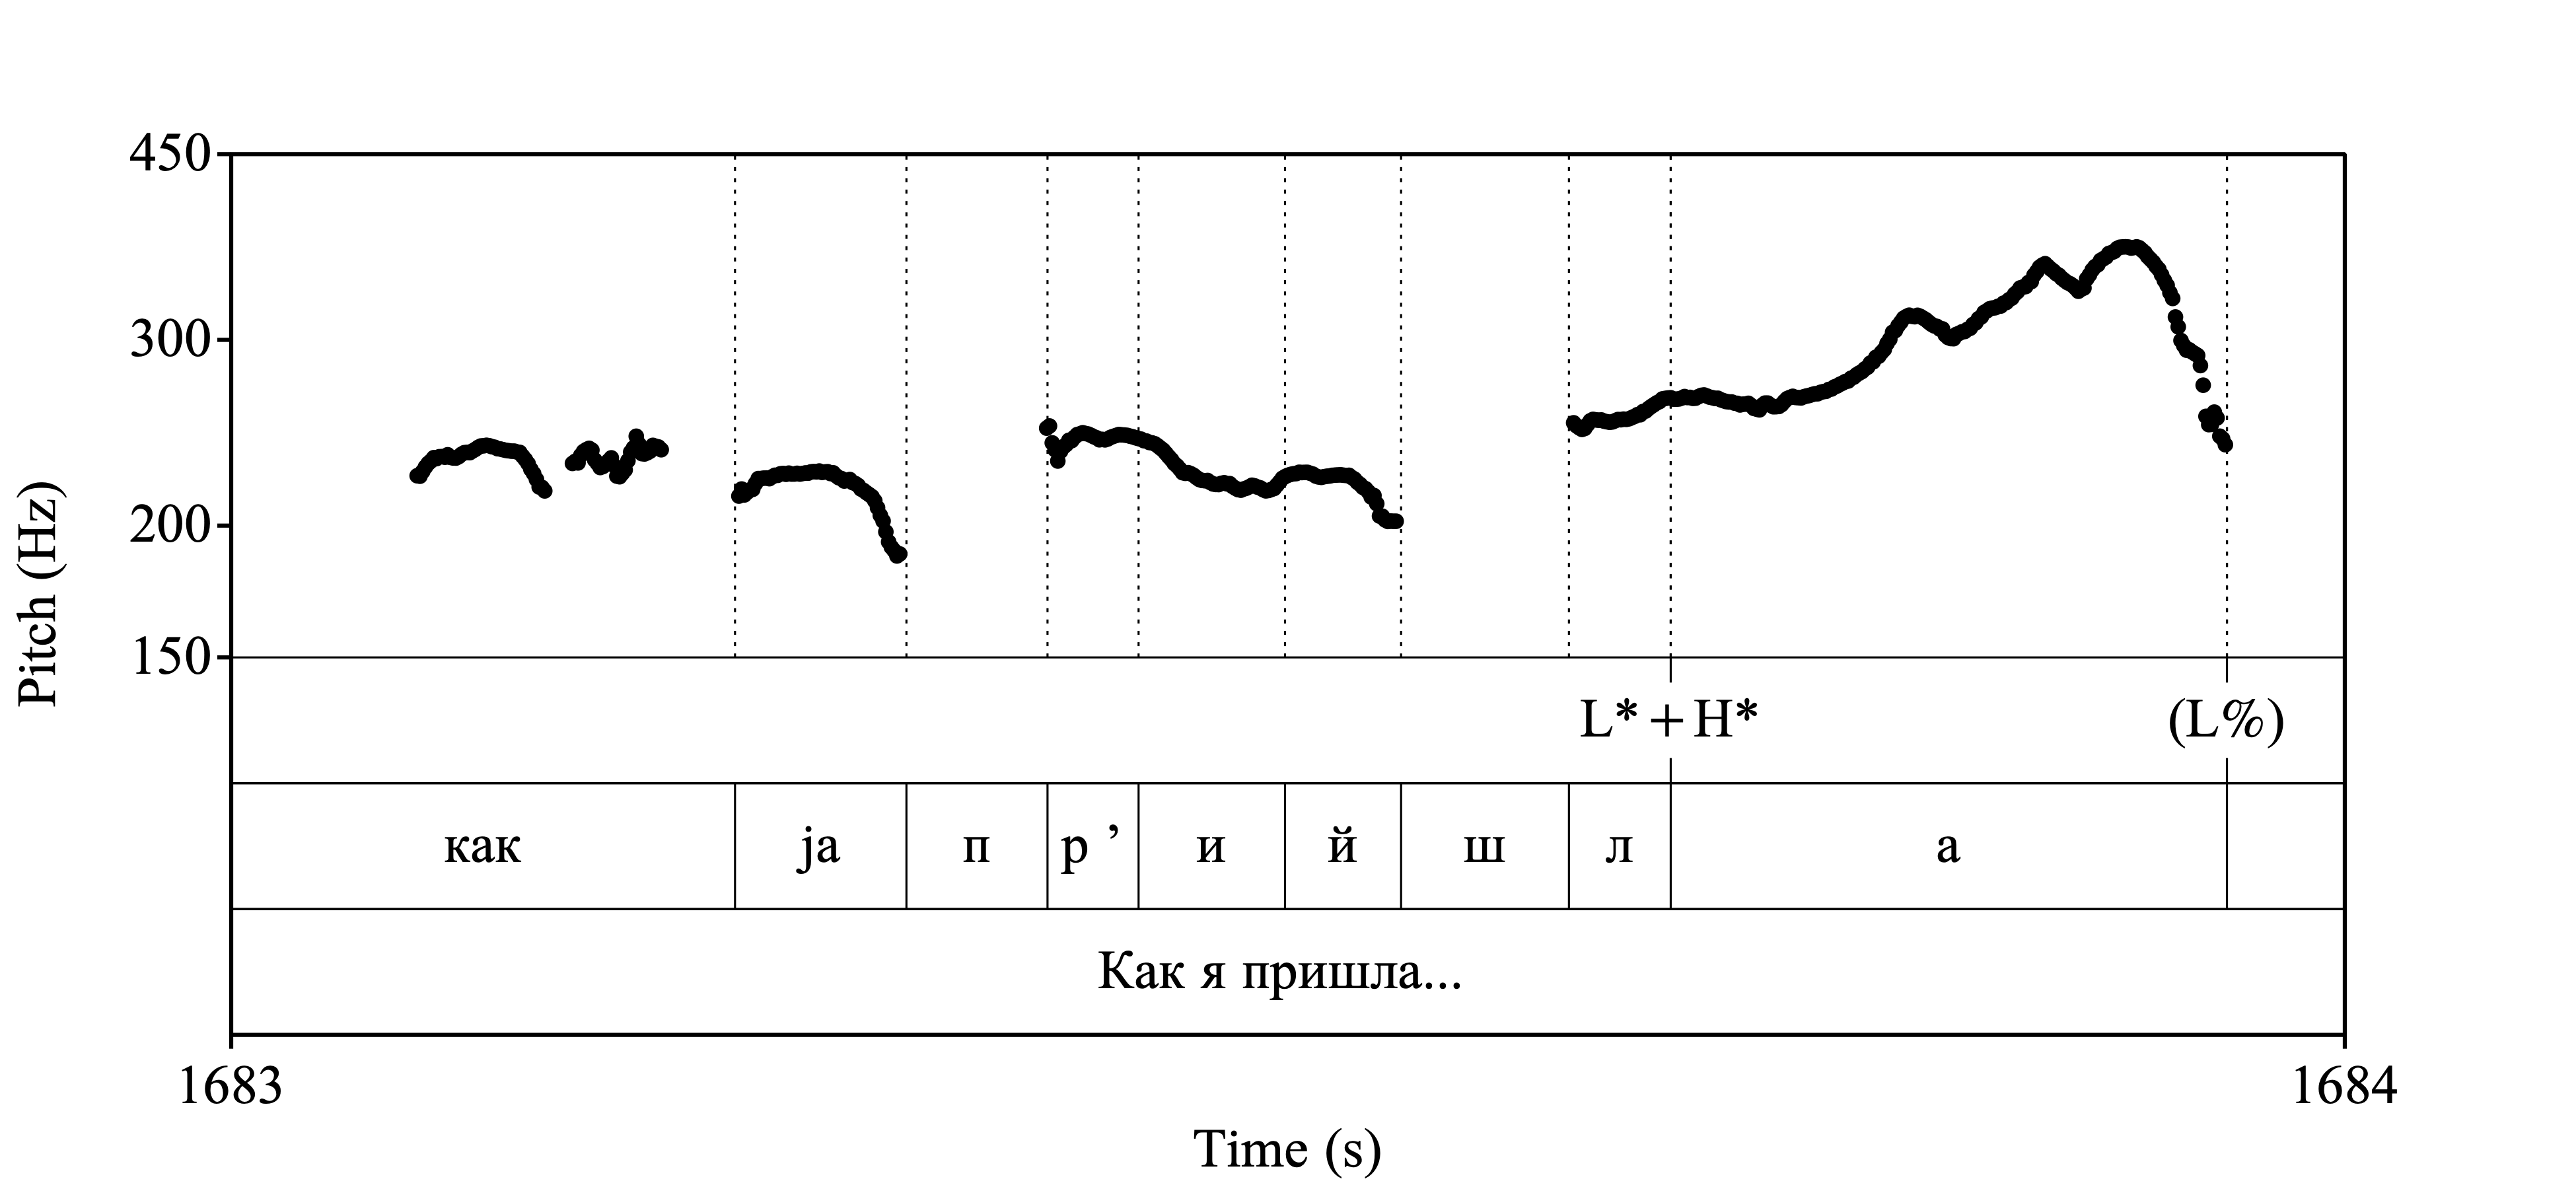 450
300
200
150
Pitch (Hz)
L* + H* (L%)
как ja п р ’ и й ш л а
Как я пришла...
1683 1684
Time (s)